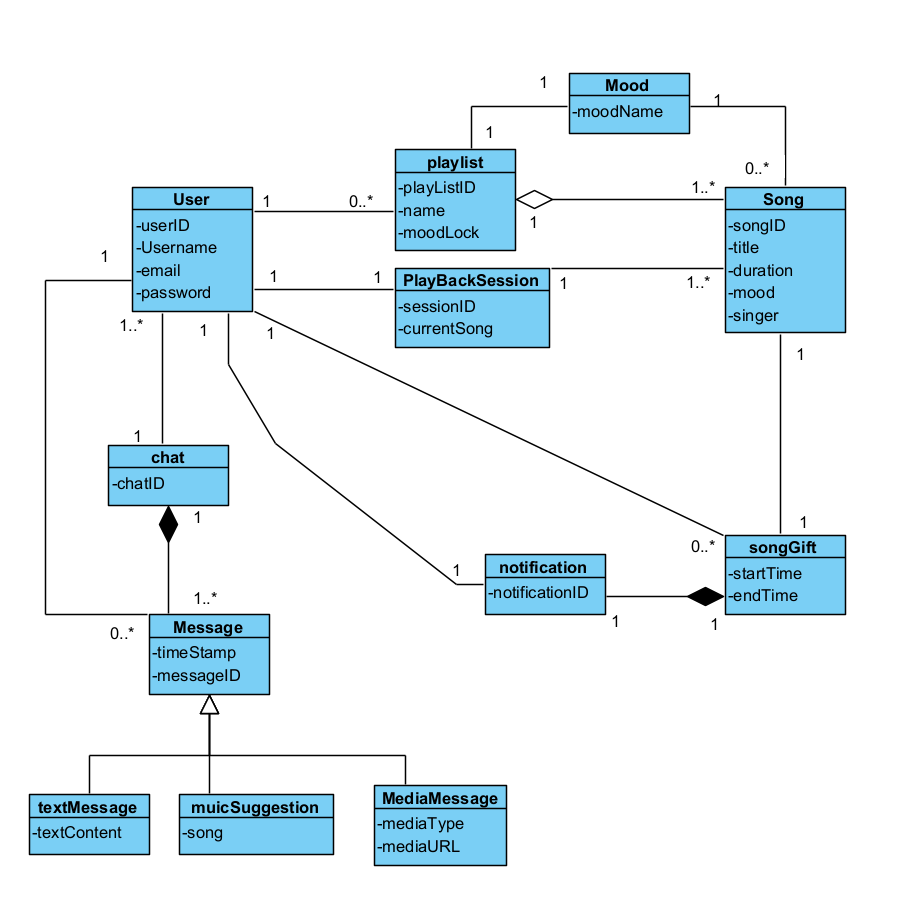 1
Mood
-moodName
1
1
playlist
-playListID
-name
-moodLock
0..*
1..*
1
Song
-songID
-title
-duration
-mood
-singer
User
-userID
-Username
-email
-password
1
0..*
1
1
1
PlayBackSession
-sessionID
-currentSong
1
1..*
1..*
1
1
1
1
chat
-chatID
1
1..*
1
1
0..*
songGift
-startTime
-endTime
1
notification
-notificationID
1
1
0..*
Message
-timeStamp
-messageID
textMessage
-textContent
muicSuggestion
-song
MediaMessage
-mediaType
-mediaURL